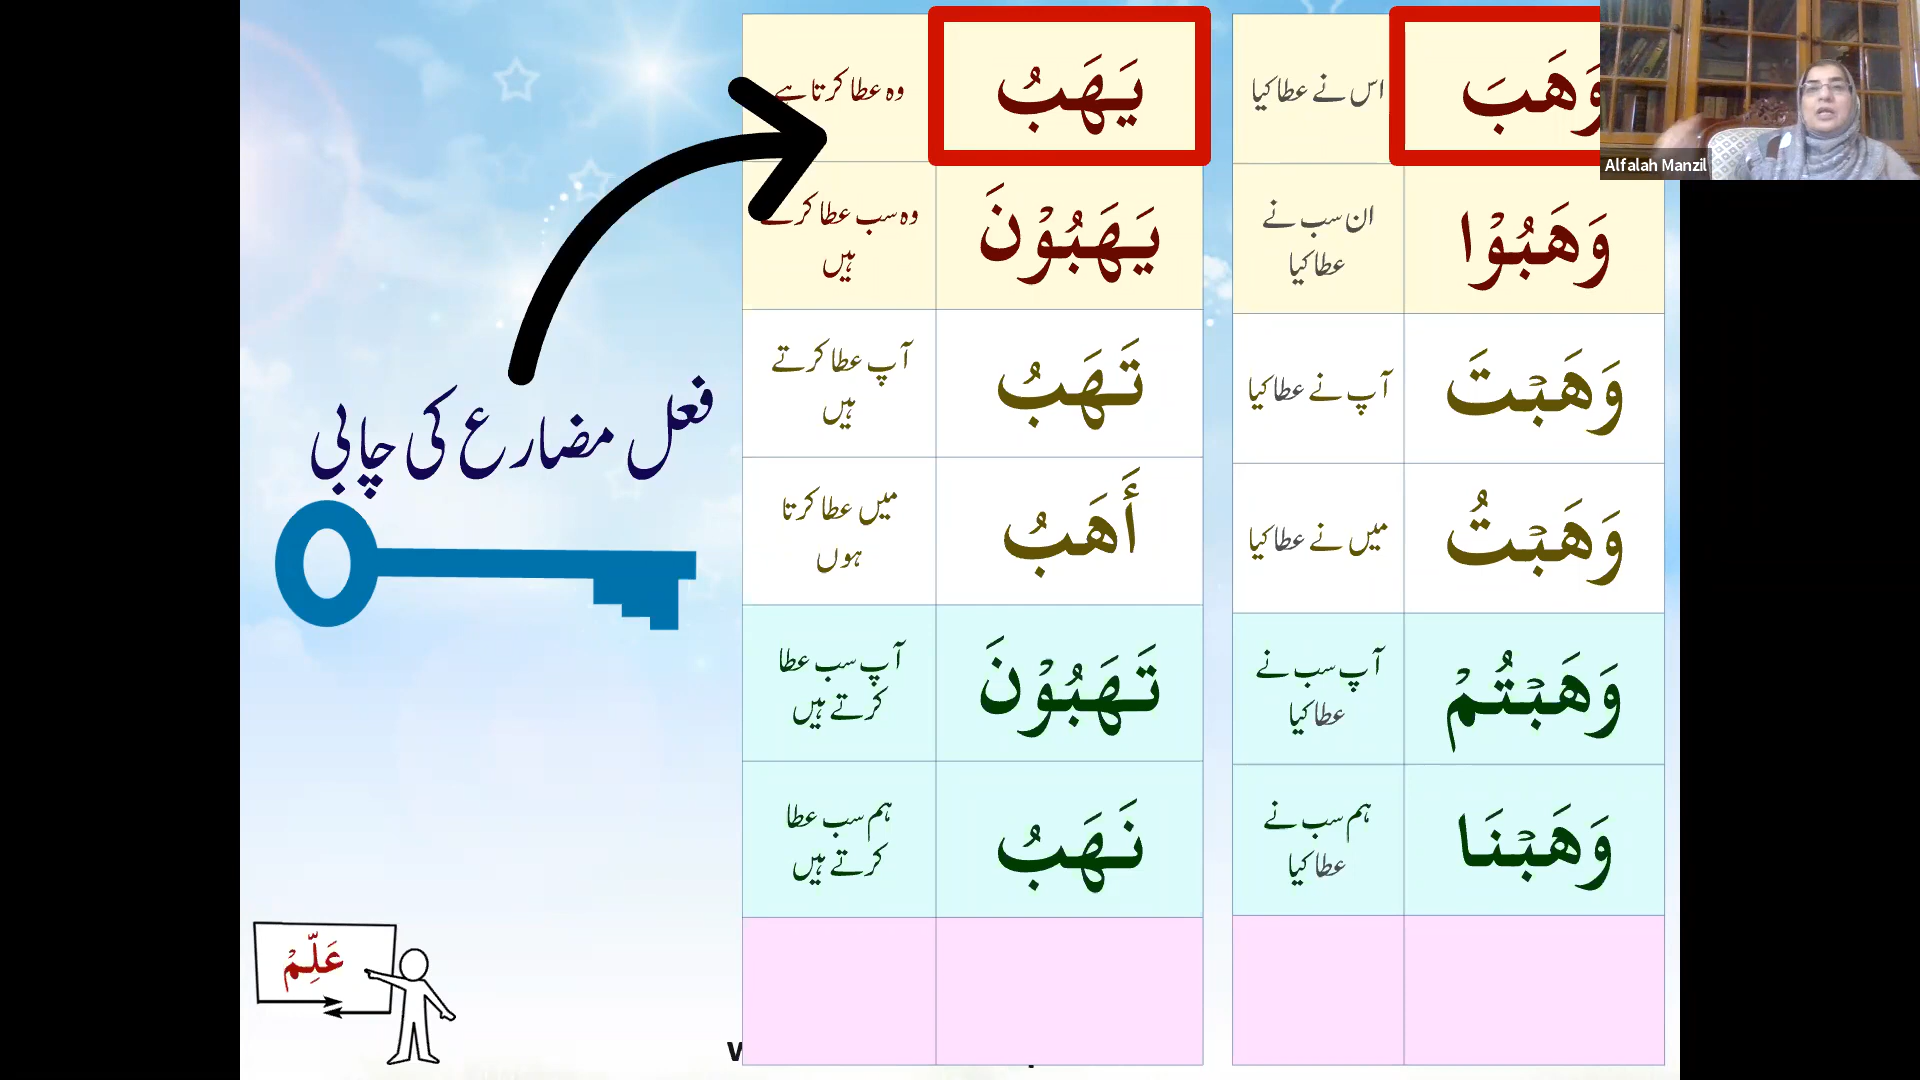 وَهَبَ
اس نے عطا کیا
يَهَبُ
وہ عطا کرتا ہے
Alfalah Manzil
وَهَبُوْا
ان سب نے
عطا کیا
يَهَبُوْنَ
وہ سب عطا کرتے
ہیں
وَهَبْتَ
آپ نے عطا کیا
تَهَبُ
آپ عطا کرتے
ہیں
فعل مضارع کی چابی
وَهَبْتُ
میں نے عطا کیا
أَهَبُ
میں عطا کرتا
ہوں
وَهَبْتُمْ
آپ سب نے
عطا کیا
تَهَبُوْنَ
آپ سب عطا
کرتے ہیں
وَهَبْنَا
ہم سب نے
عطا کیا
نَهَبُ
ہم سب عطا
کرتے ہیں
عَلِّمْ